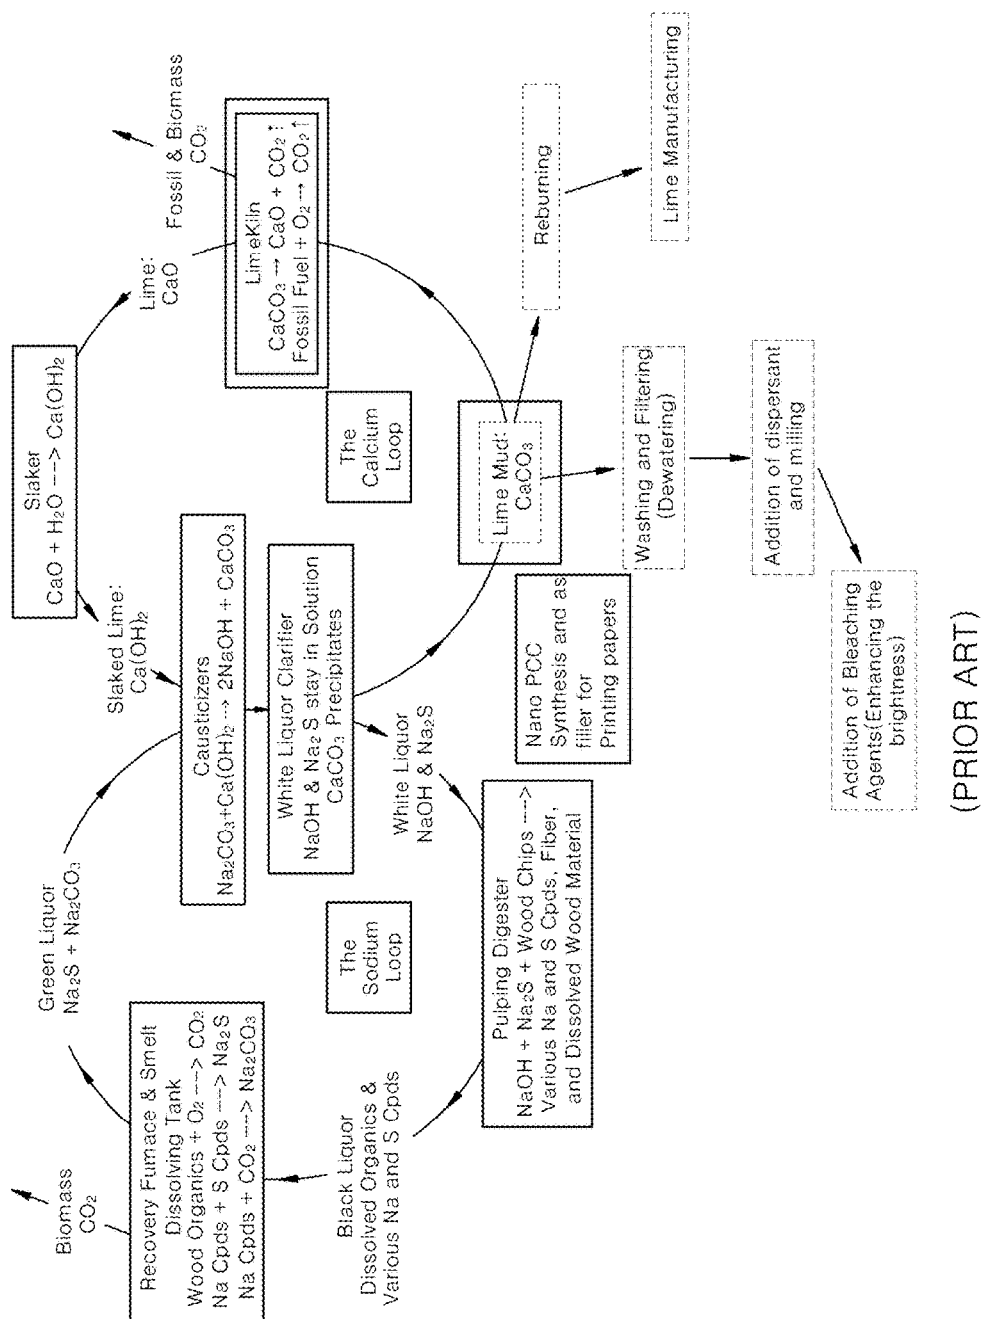 Biomass
CO₂
Recovery Furnace & Smelt
Dissolving Tank
Wood Organics + O₂ ---> CO₂
Na Cpds + S Cpds ---> Na₂S
Na Cpds + CO₂ ---> Na₂CO₃
Green Liquor
Na₂S + Na₂CO₃
Black Liquor
Dissolved Organics &
Various Na and S Cpds
The
Sodium
Loop
Pulping Digester
NaOH + Na₂S + Wood Chips --->
Various Na and S Cpds, Fiber,
and Dissolved Wood Material
Slaked Lime:
Ca(OH)₂
Causticizers
Na₂CO₃+Ca(OH)₂→ 2NaOH + CaCO₃
White Liquor Clarifier
NaOH & Na₂S stay in Solution
CaCO₃ Precipitates
White Liquor
NaOH & Na₂S
Slaker
CaO + H₂O ---> Ca(OH)₂
Lime:
CaO
Fossil & Biomass
CO₂
LimeKiln
CaCO₃ → CaO + CO₂↑
Fossil Fuel + O₂→ CO₂↑
The
Calcium
Loop
Lime Mud:
CaCO₃
Nano PCC
Synthesis and as
filler for
Printing papers
Reburning
Lime Manufacturing
Washing and Filtering
(Dewatering)
Addition of dispersant
and milling
Addition of Bleaching
Agents(Enhancing the
brightness)
(PRIOR ART)